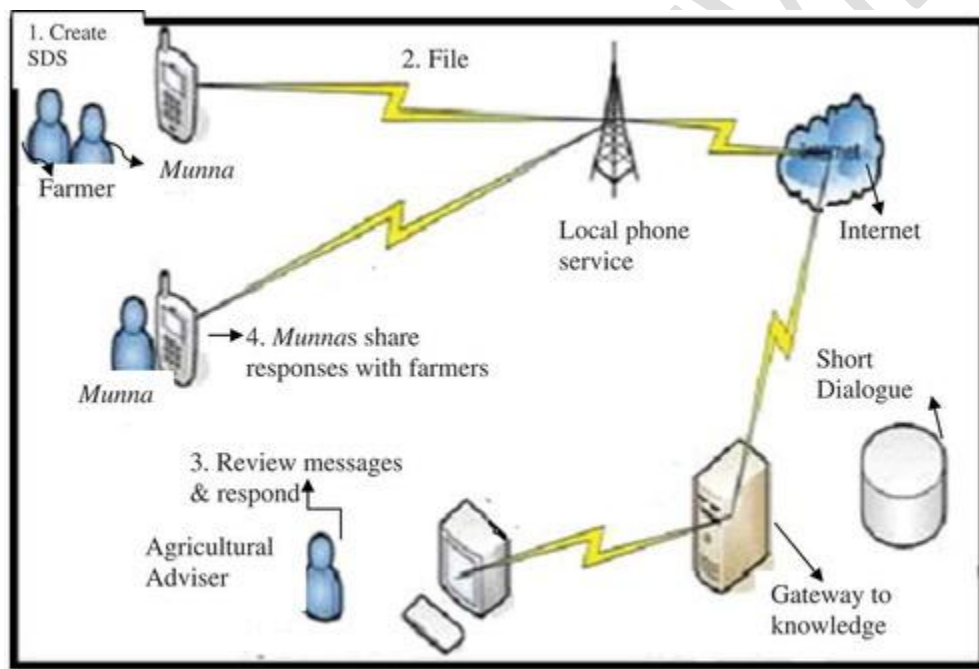 1. Create
SDS
2. File
Farmer
Munna
Local phone
service
Internet
Internet
4. Munnas share
responses with farmers
Munna
Short
Dialogue
3. Review messages
& respond
Agricultural
Adviser
Gateway to
knowledge